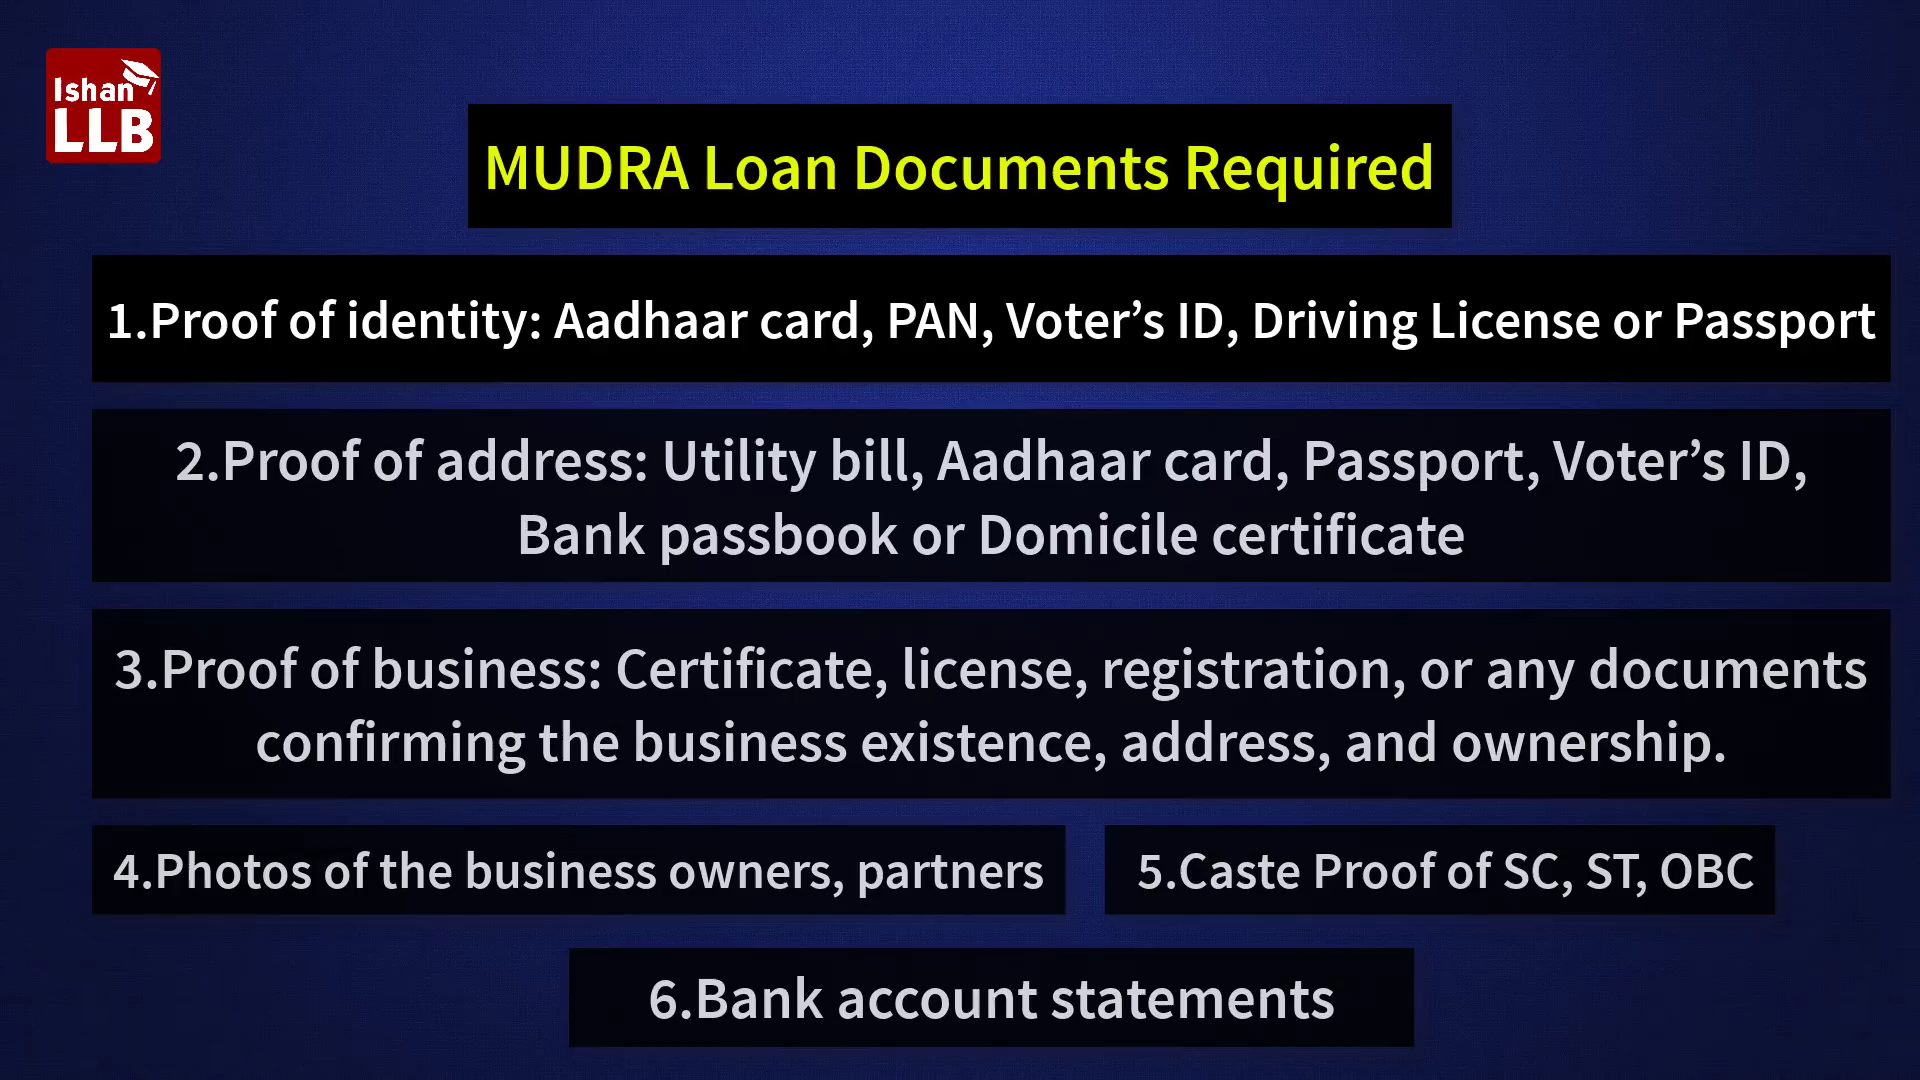 Ishan
LLB
MUDRA Loan Documents Required
1.Proof of identity: Aadhaar card, PAN, Voter’s ID, Driving License or Passport
2.Proof of address: Utility bill, Aadhaar card, Passport, Voter’s ID,
Bank passbook or Domicile certificate
3.Proof of business: Certificate, license, registration, or any documents
confirming the business existence, address, and ownership.
4.Photos of the business owners, partners
5.Caste Proof of SC, ST, OBC
6.Bank account statements